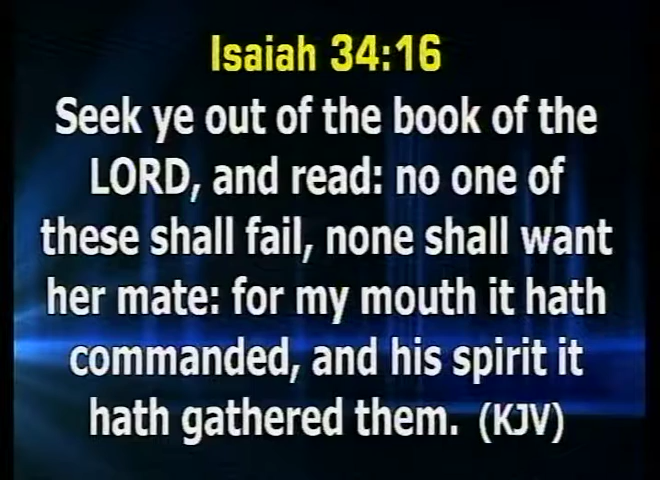 Isaiah 34:16
Seek ye out of the book of the
LORD, and read: no one of
these shall fail, none shall want
her mate: for my mouth it hath
commanded, and his spirit it
hath gathered them. (KJV)